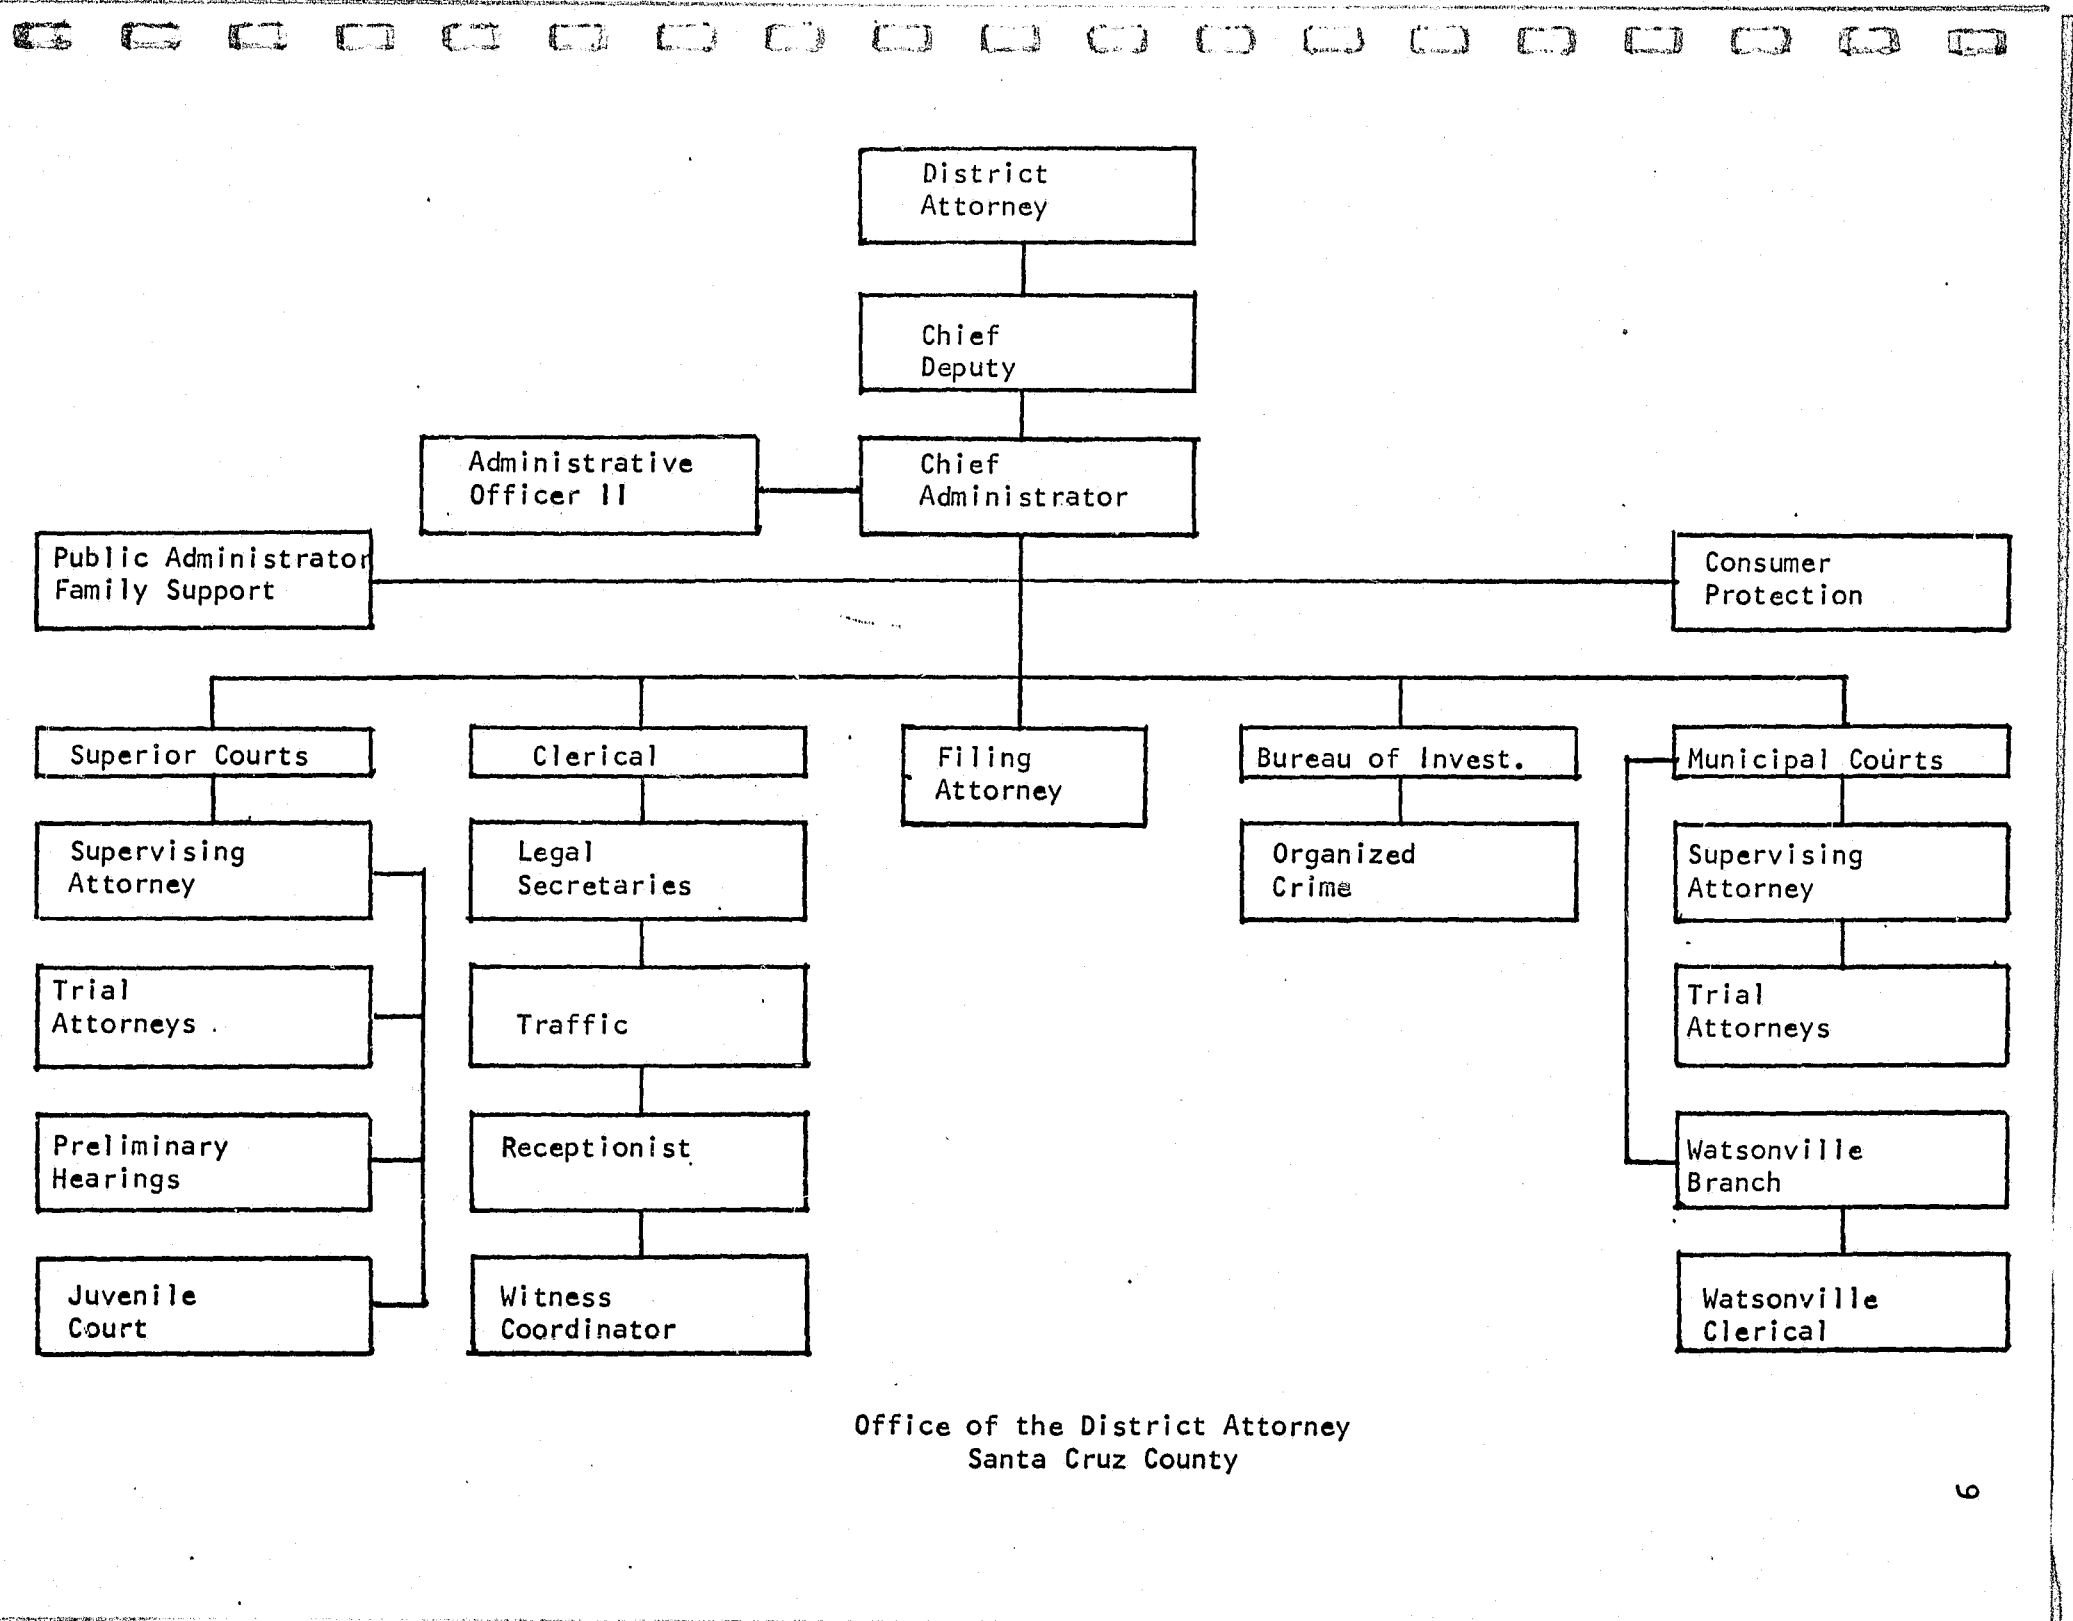 District
Attorney
Chief
Deputy
Administrative
Officer II
Chief
Administrator
Public Administrator
Family Support
Consumer
Protection
Superior Courts
Clerical
Filing
Attorney
Bureau of Invest.
Municipal Courts
Supervising
Attorney
Legal
Secretaries
Organized
Crime
Supervising
Attorney
Trial
Attorneys
Traffic
Trial
Attorneys
Preliminary
Hearings
Receptionist
Watsonville
Branch
Juvenile
Court
Witness
Coordinator
Watsonville
Clerical
Office of the District Attorney
Santa Cruz County
9